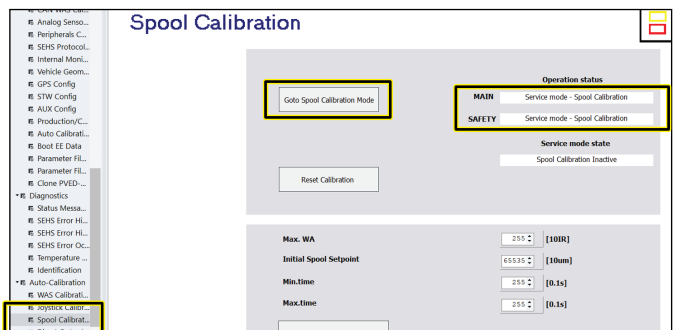 CAN WAS Cal...
Analog Senso...
Peripherals C...
SEHS Protocol...
Internal Moni...
Vehicle Geom...
GPS Config
STW Config
AUX Config
Production/C...
Auto Calibrati...
Boot EE Data
Parameter Fil...
Parameter Fil...
Clone PVED-...
Diagnostics
Status Messa...
SEHS Error Hi...
SEHS Error Hi...
SEHS Error Oc...
Temperature ...
Identification
Auto-Calibration
WAS Calibrati...
Joystick Calibr...
Spool Calibrat...
Spool Calibration
Goto Spool Calibration Mode
Operation status
MAIN Service mode - Spool Calibration
SAFETY Service mode - Spool Calibration
Service mode state
Spool Calibration Inactive
Reset Calibration
Max. WA 255 [10IR]
Initial Spool Setpoint 65535 [10um]
Min.time 255 [0.1s]
Max.time 255 [0.1s]